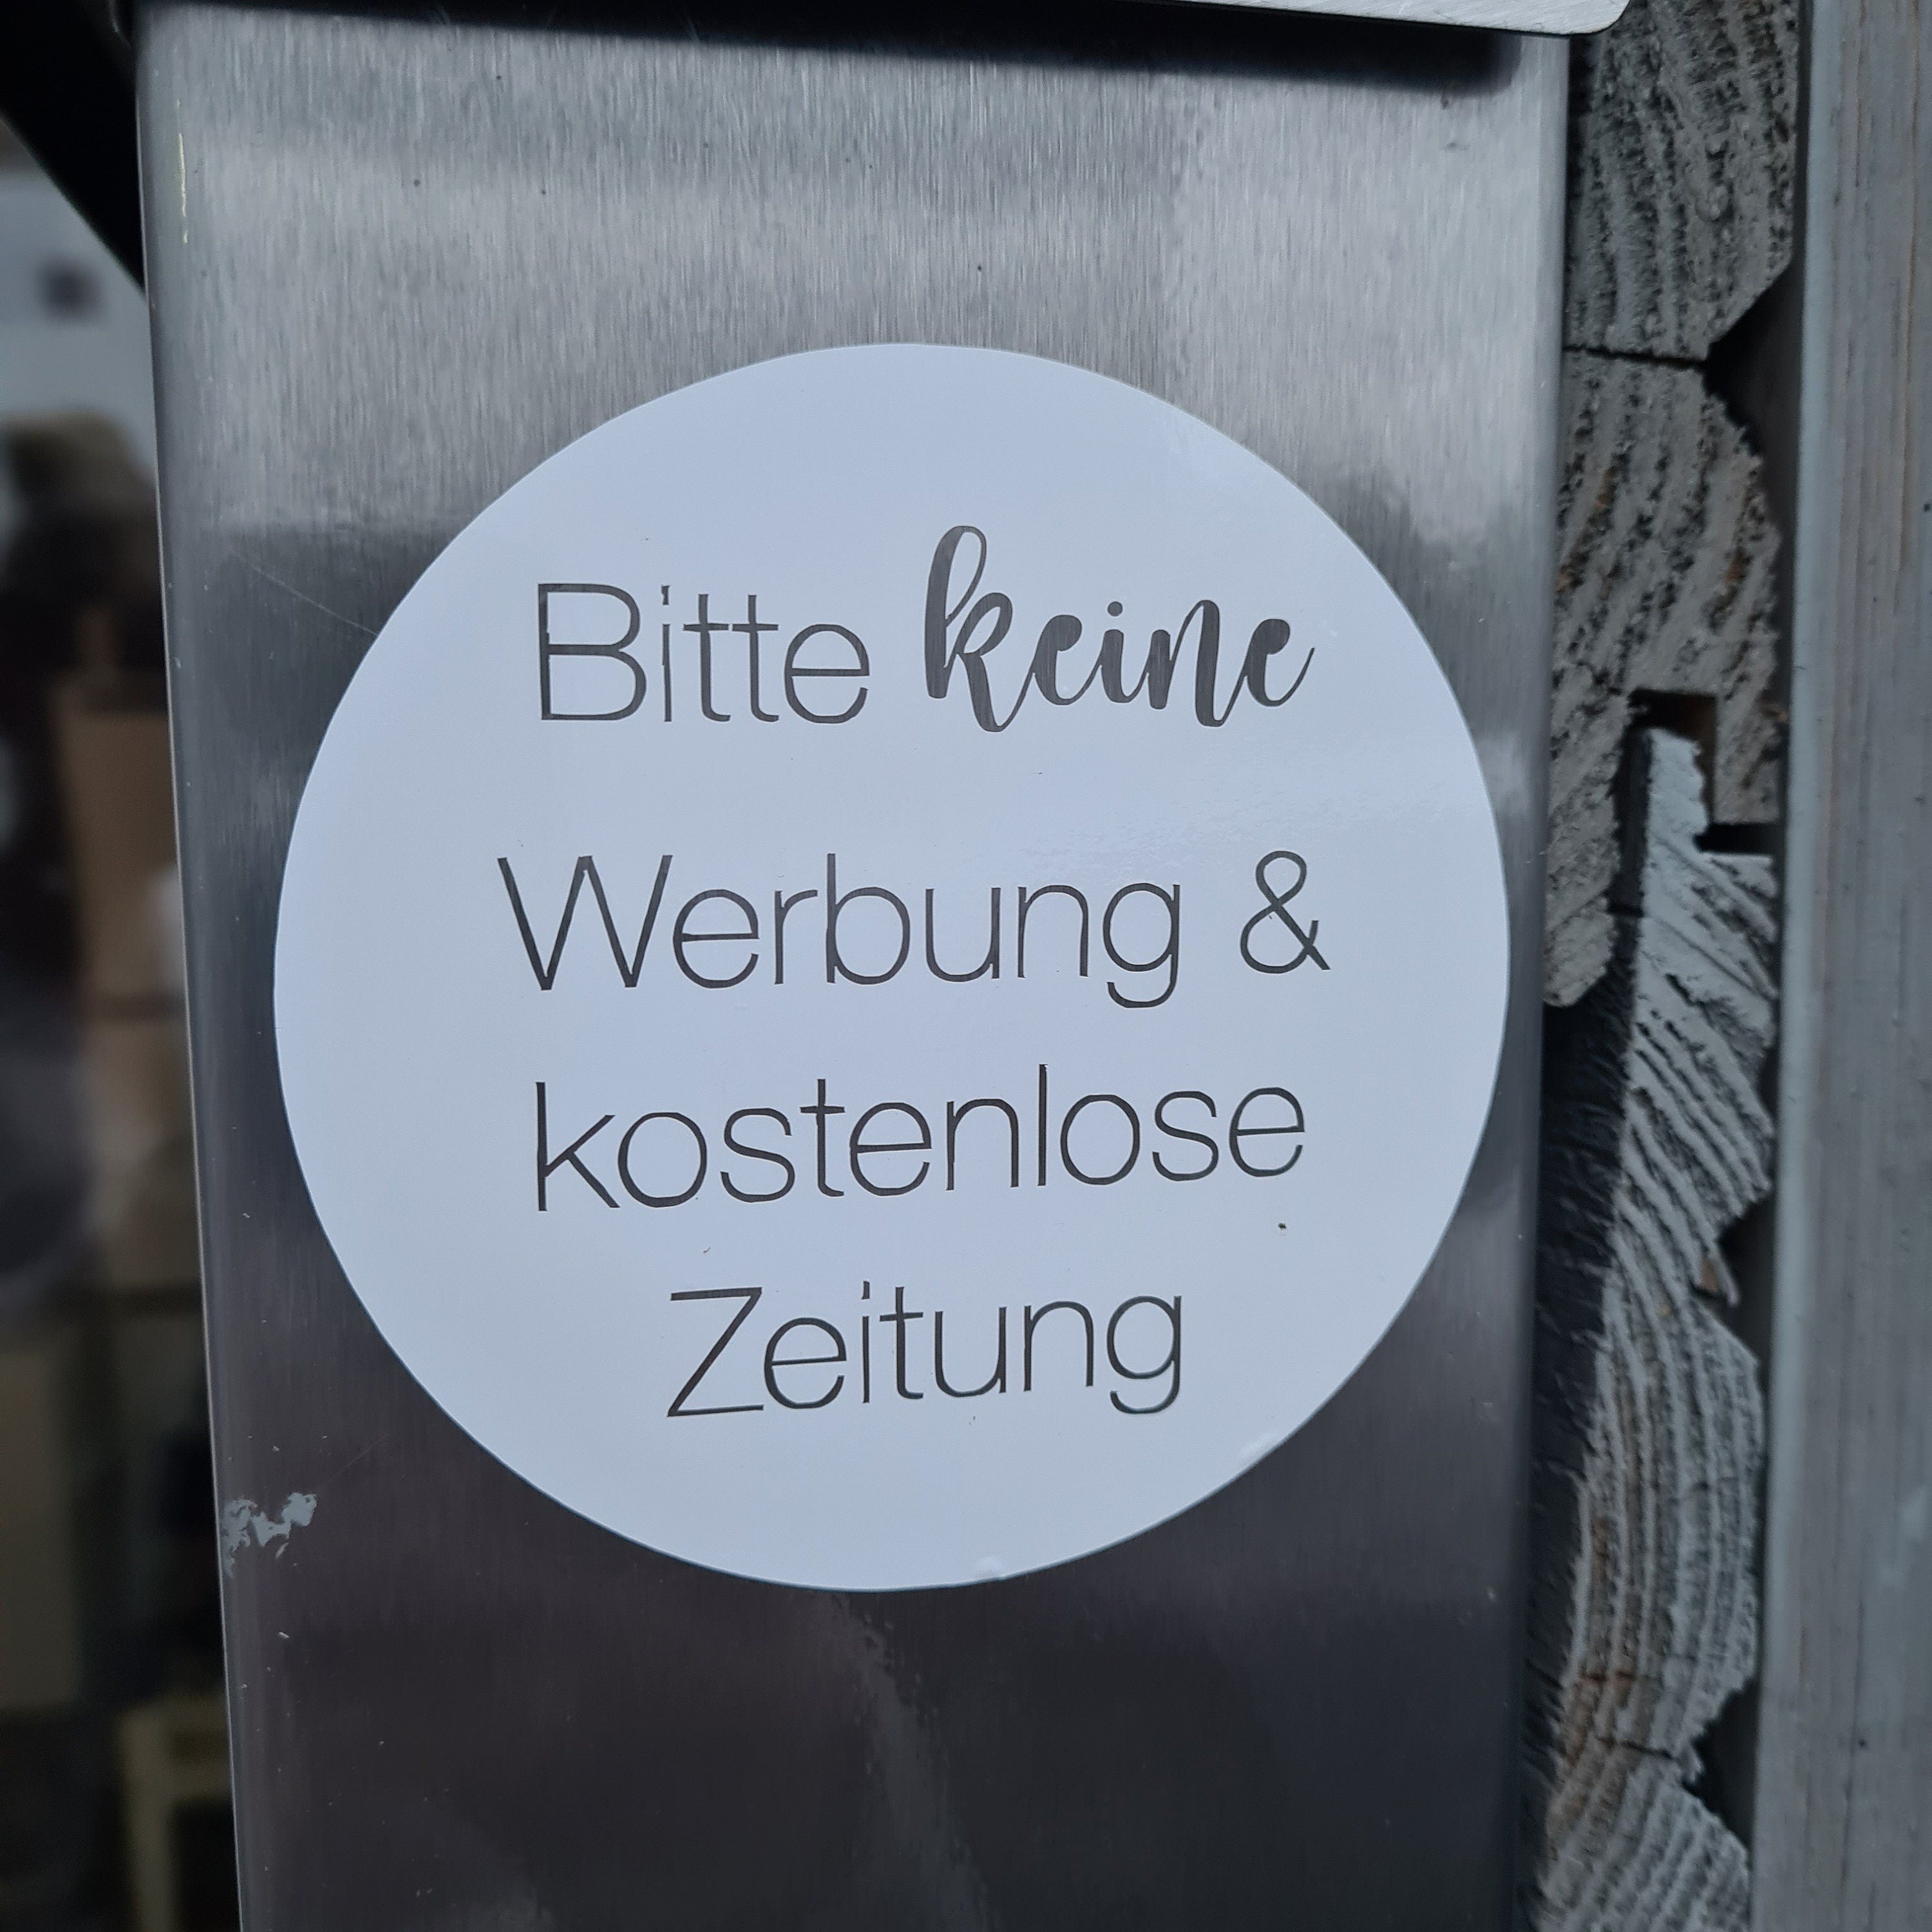 Bitte keine
Werbung &
kostenlose
Zeitung